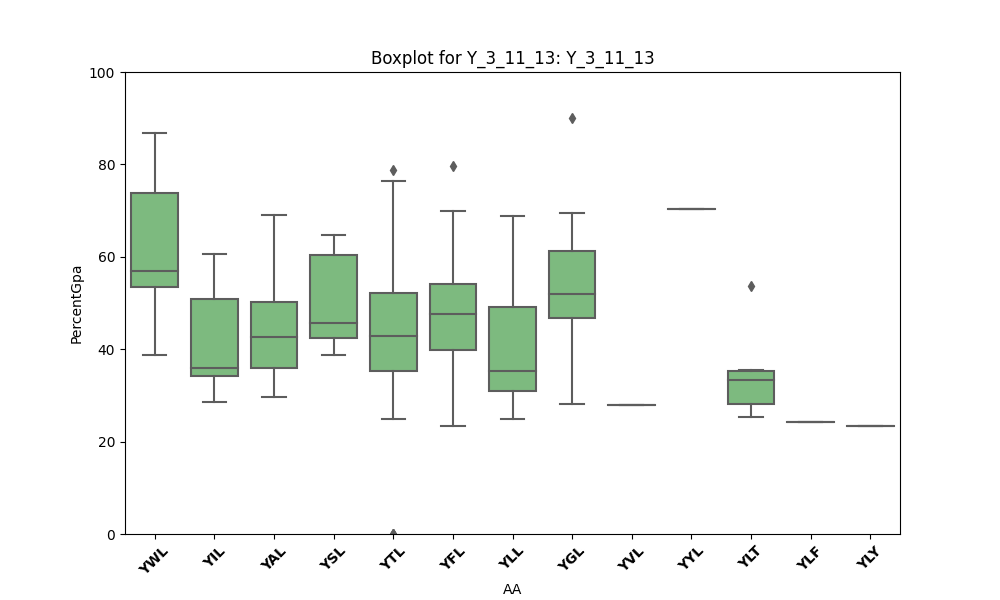 Boxplot for Y_3_11_13: Y_3_11_13
100
80
60
40
20
0
PercentGpa
YWL YIL YAL YSL YTL YFL YLL YGL YVL YYL YLT YLF YLY
AA